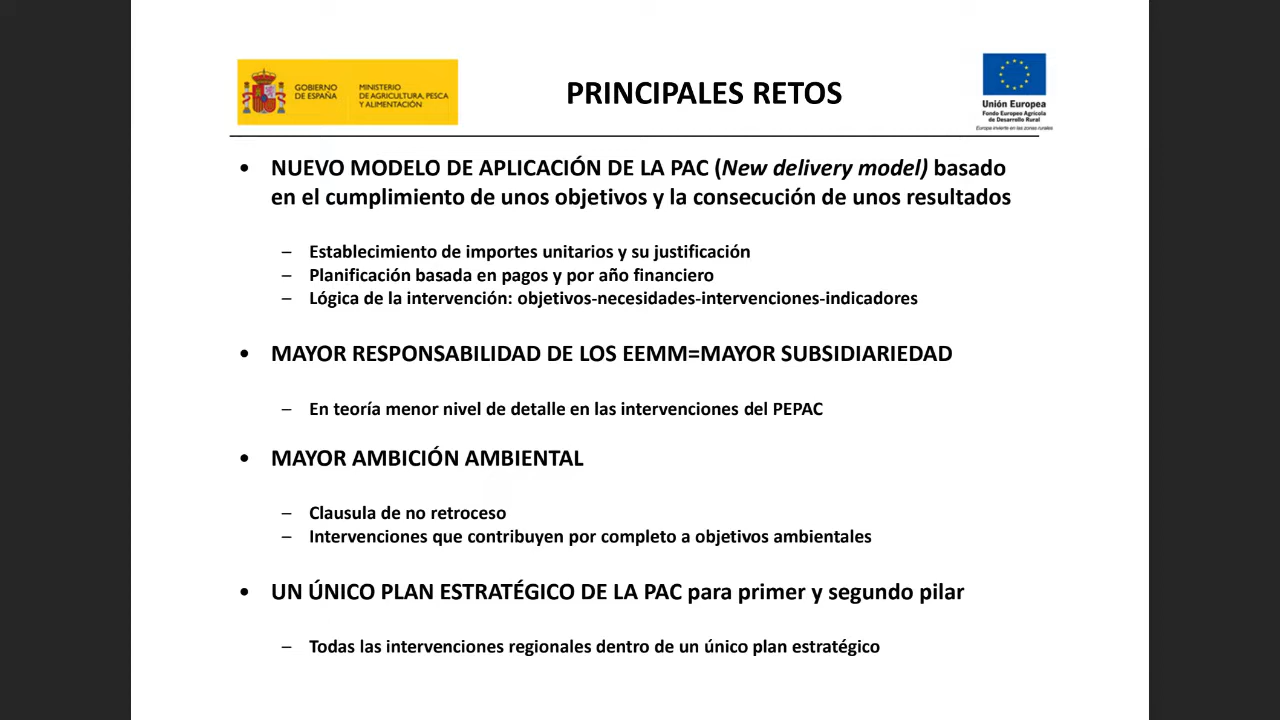 GOBIERNO
DE ESPAÑA
MINISTERIO
DE AGRICULTURA, PESCA
Y ALIMENTACIÓN
PRINCIPALES RETOS
Unión Europea
Fondo Europeo Agrícola
de Desarrollo Rural
Europa invierte en las zonas rurales
• NUEVO MODELO DE APLICACIÓN DE LA PAC (New delivery model) basado
en el cumplimiento de unos objetivos y la consecución de unos resultados
– Establecimiento de importes unitarios y su justificación
– Planificación basada en pagos y por año financiero
– Lógica de la intervención: objetivos-necesidades-intervenciones-indicadores
• MAYOR RESPONSABILIDAD DE LOS EEMM=MAYOR SUBSIDIARIEDAD
– En teoría menor nivel de detalle en las intervenciones del PEPAC
• MAYOR AMBICIÓN AMBIENTAL
– Clausula de no retroceso
– Intervenciones que contribuyen por completo a objetivos ambientales
• UN ÚNICO PLAN ESTRATÉGICO DE LA PAC para primer y segundo pilar
– Todas las intervenciones regionales dentro de un único plan estratégico